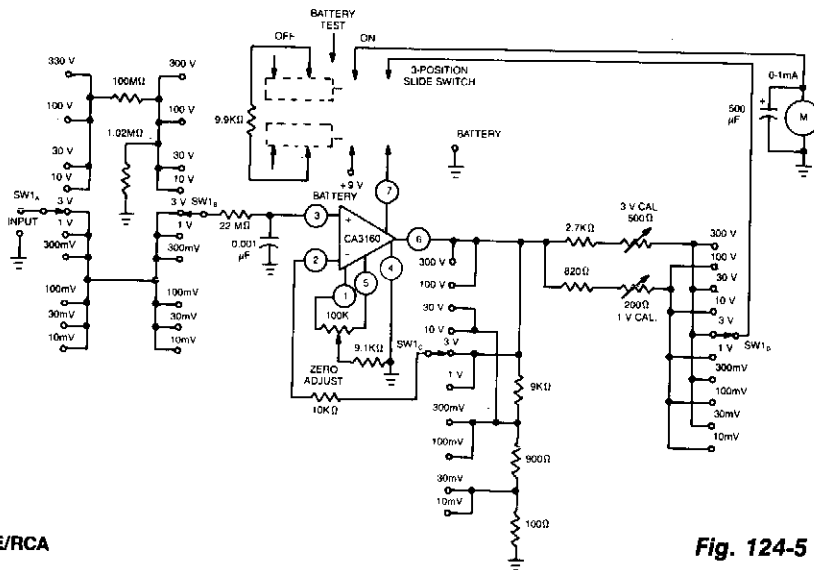 BATTERY
TEST
OFF
ON
3-POSITION
SLIDE SWITCH
9.9KΩ
+9 V
BATTERY
BATTERY
0-1mA
500
µF
+
M
330 V
300 V
100MΩ
100 V
100 V
1.02MΩ
30 V
30 V
10 V
10 V
SW1A
3 V
3 V
SW1B
INPUT
1 V
1 V
300mV
300mV
100mV
100mV
30mV
30mV
10mV
10mV
22 MΩ
0.001
µF
3
+
7
CA3160
6
2
−
1
5
4
100K
9.1KΩ
ZERO
ADJUST
10KΩ
300 V
100 V
30 V
10 V
SW1C
3 V
1 V
300mV
100mV
30mV
10mV
9KΩ
900Ω
100Ω
2.7KΩ
3 V CAL
500Ω
820Ω
200Ω
1 V CAL.
300 V
100 V
30 V
10 V
3 V
1 V
SW1D
300mV
100mV
30mV
10mV
E/RCA
Fig. 124-5